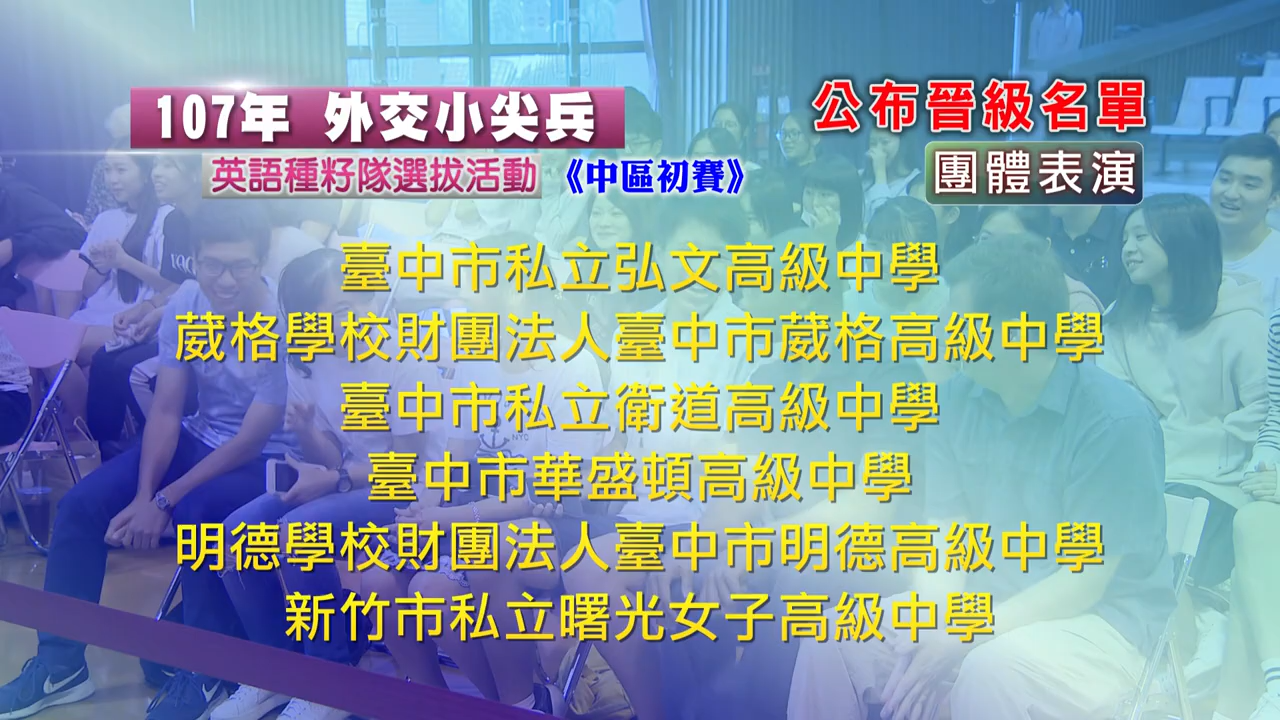 107年 外交小尖兵
英語種籽隊選拔活動 《中區初賽》
公布晉級名單
團體表演
臺中市私立弘文高級中學
葳格學校財團法人臺中市葳格高級中學
臺中市私立衛道高級中學
臺中市華盛頓高級中學
明德學校財團法人臺中市明德高級中學
新竹市私立曙光女子高級中學